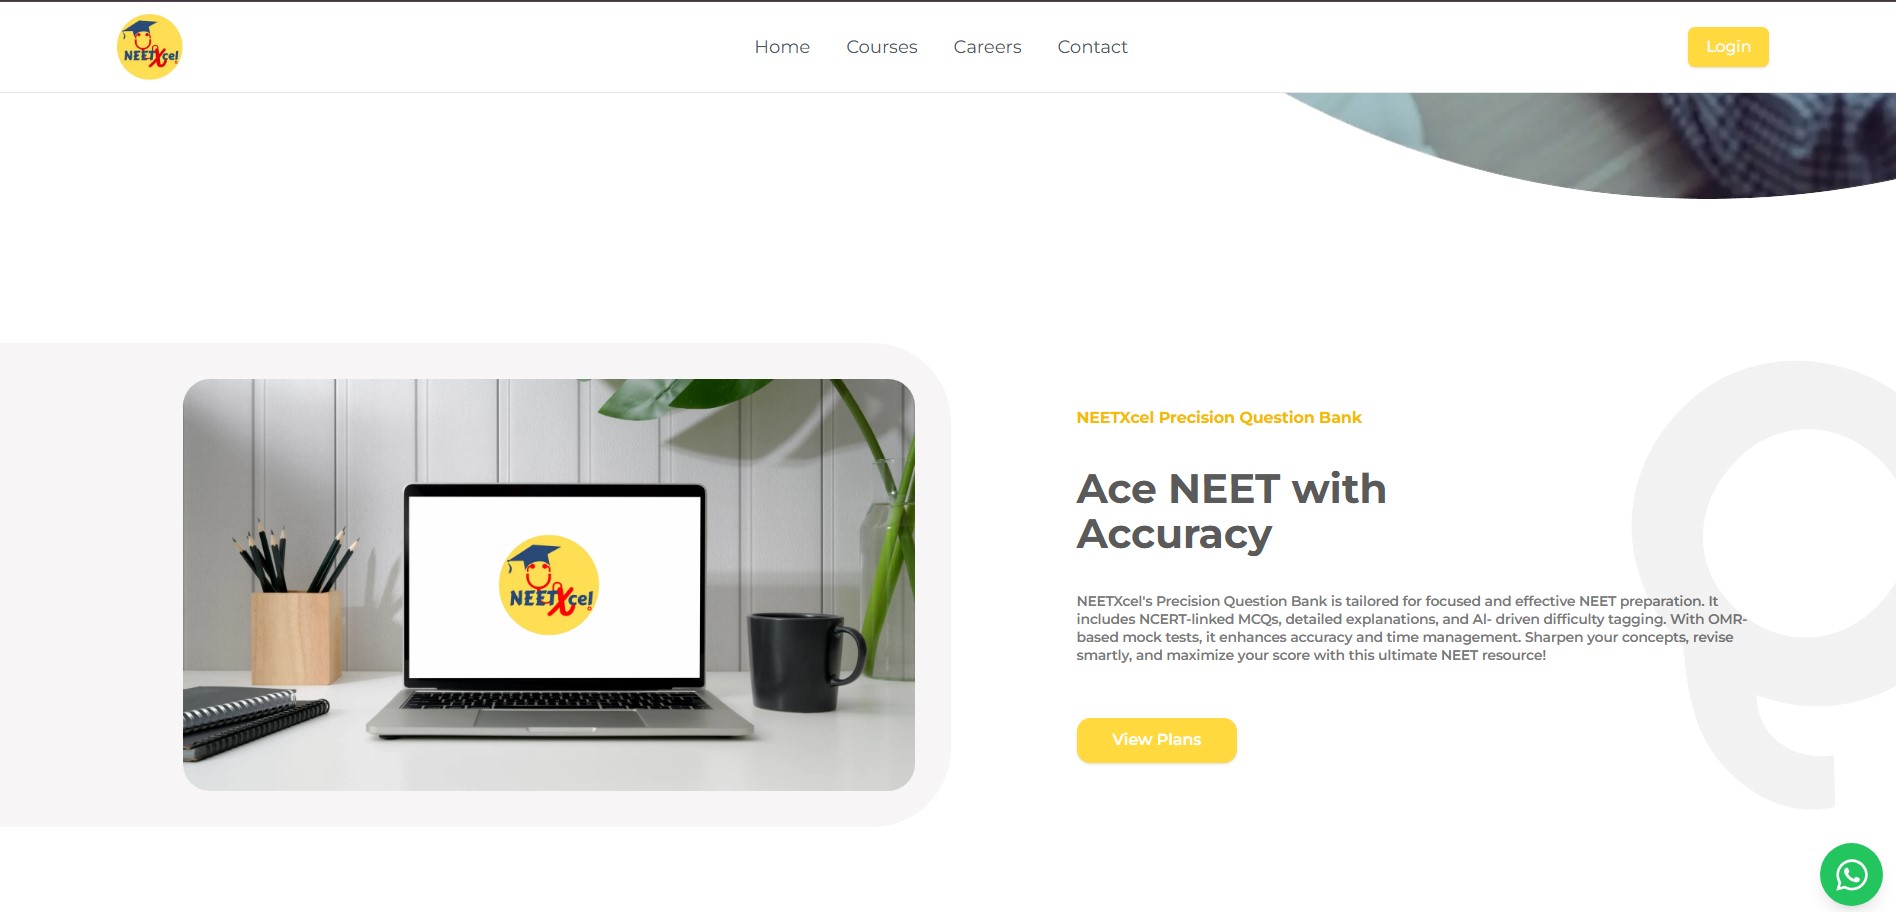 NEETXcel
Home
Courses
Careers
Contact
Login
NEETXcel
NEETXcel Precision Question Bank
Ace NEET with
Accuracy
NEETXcel's Precision Question Bank is tailored for focused and effective NEET preparation. It
includes NCERT-linked MCQs, detailed explanations, and AI- driven difficulty tagging. With OMR-
based mock tests, it enhances accuracy and time management. Sharpen your concepts, revise
smartly, and maximize your score with this ultimate NEET resource!
View Plans